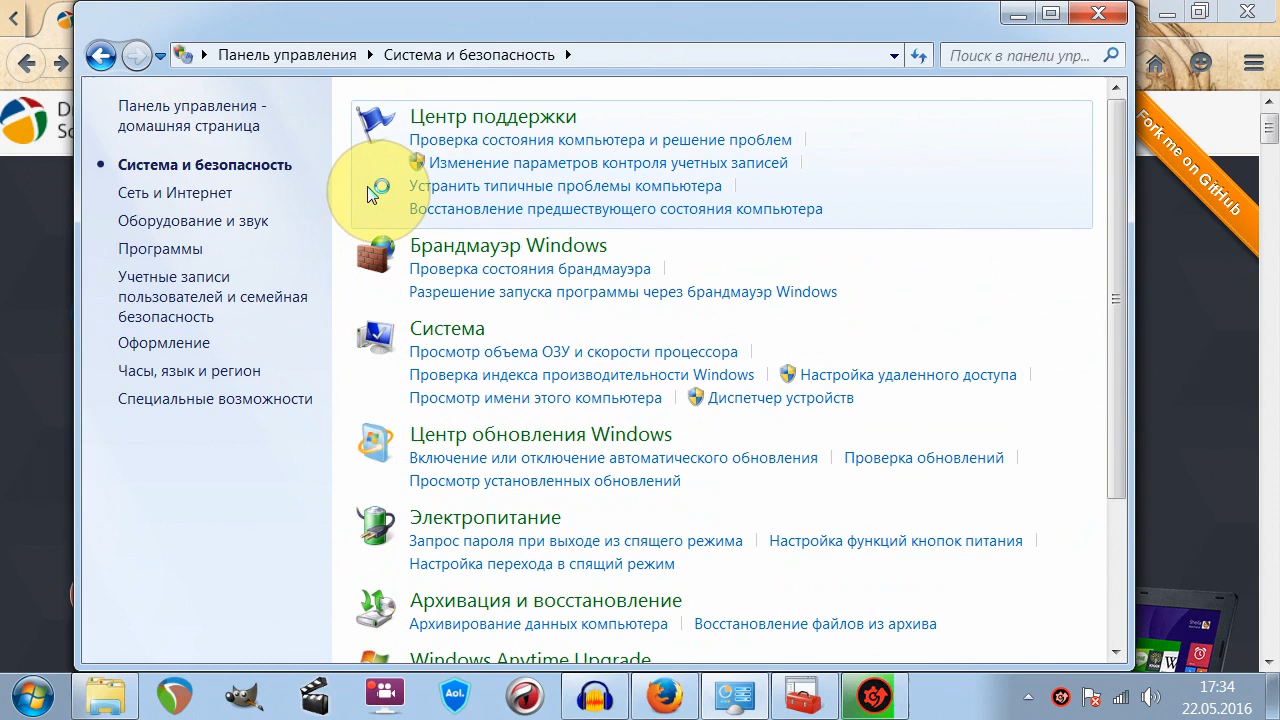 Панель управления
Система и безопасность
Поиск в панели упр...
Панель управления -
домашняя страница
Система и безопасность
Сеть и Интернет
Оборудование и звук
Программы
Учетные записи
пользователей и семейная
безопасность
Оформление
Часы, язык и регион
Специальные возможности
Центр поддержки
Проверка состояния компьютера и решение проблем
Изменение параметров контроля учетных записей
Устранить типичные проблемы компьютера
Восстановление предшествующего состояния компьютера
Брандмауэр Windows
Проверка состояния брандмауэра
Разрешение запуска программы через брандмауэр Windows
Система
Просмотр объема ОЗУ и скорости процессора
Проверка индекса производительности Windows
Настройка удаленного доступа
Просмотр имени этого компьютера
Диспетчер устройств
Центр обновления Windows
Включение или отключение автоматического обновления
Проверка обновлений
Просмотр установленных обновлений
Электропитание
Запрос пароля при выходе из спящего режима
Настройка функций кнопок питания
Настройка перехода в спящий режим
Архивация и восстановление
Архивирование данных компьютера
Восстановление файлов из архива
Windows Anytime Upgrade
Fork me on GitHub
Aol.
17:34
22.05.2016